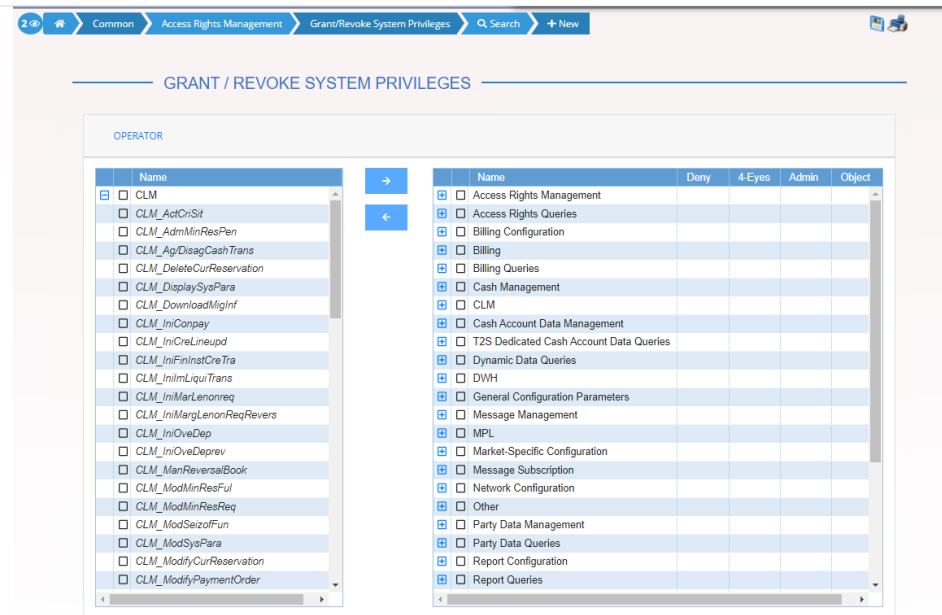 2 Common Access Rights Management Grant/Revoke System Privileges Search + New
GRANT / REVOKE SYSTEM PRIVILEGES
OPERATOR
Name
CLM
CLM_ActCriSit
CLM_AdmMinResPen
CLM_Ag/DisagCashTrans
CLM_DeleteCurReservation
CLM_DisplaySysPara
CLM_DownloadMigInf
CLM_IniConpay
CLM_IniCreLineupd
CLM_IniFinInstCreTra
CLM_IniImLiquiTrans
CLM_IniMarLenonreq
CLM_IniMargLenonReqRevers
CLM_IniOveDep
CLM_IniOveDeprev
CLM_ManReversalBook
CLM_ModMinResFul
CLM_ModMinResReq
CLM_ModSeizofFun
CLM_ModSysPara
CLM_ModifyCurReservation
CLM_ModifyPaymentOrder
Name Deny 4-Eyes Admin Object
Access Rights Management
Access Rights Queries
Billing Configuration
Billing
Billing Queries
Cash Management
CLM
Cash Account Data Management
T2S Dedicated Cash Account Data Queries
Dynamic Data Queries
DWH
General Configuration Parameters
Message Management
MPL
Market-Specific Configuration
Message Subscription
Network Configuration
Other
Party Data Management
Party Data Queries
Report Configuration
Report Queries